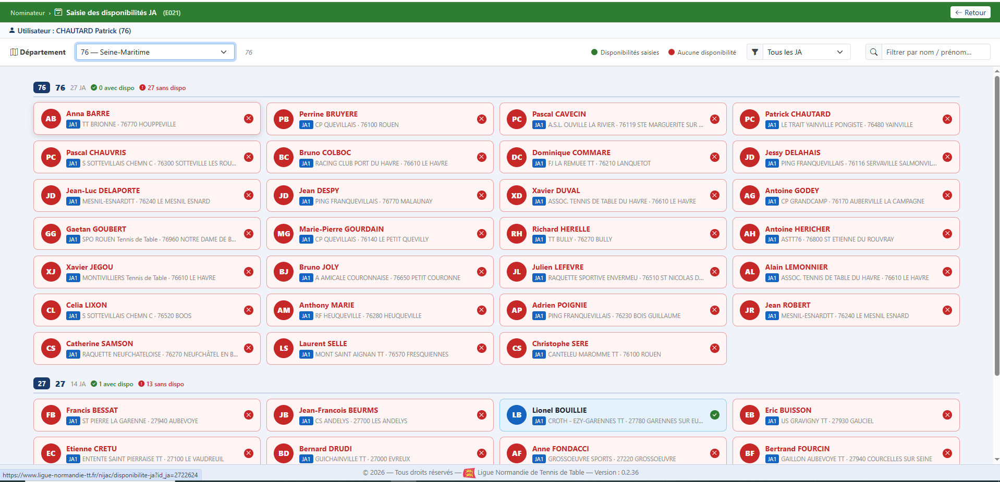 Nominateur › Saisie des disponibilités JA (E021)
← Retour
Utilisateur : CHAUTARD Patrick (76)
Département
76 — Seine-Maritime
76
Disponibilités saisies
Aucune disponibilité
Tous les JA
Filtrer par nom / prénom...
76 76 27 JA 0 avec dispo 27 sans dispo
AB Anna BARRE
JA1 TT BRIONNE · 76770 HOUPPEVILLE
PB Perrine BRUYERE
JA1 CP QUEVILLAIS · 76100 ROUEN
PC Pascal CAVECIN
JA1 A.S.L. OUVILLE LA RIVIER · 76119 STE MARGUERITE SUR ...
PC Patrick CHAUTARD
JA1 LE TRAIT YAINVILLE PONGISTE · 76480 YAINVILLE
PC Pascal CHAUVRIS
JA1 S SOTTEVILLAIS CHEMN C · 76300 SOTTEVILLE LES ROU...
BC Bruno COLBOC
JA1 RACING CLUB PORT DU HAVRE · 76610 LE HAVRE
DC Dominique COMMARE
JA1 FJ LA REMUEE TT · 76210 LANQUETOT
JD Jessy DELAHAIS
JA1 PING FRANQUEVILLAIS · 76116 SERVAVILLE SALMONVIL...
JD Jean-Luc DELAPORTE
JA1 MESNIL-ESNARDTT · 76240 LE MESNIL ESNARD
JD Jean DESPY
JA1 PING FRANQUEVILLAIS · 76770 MALAUNAY
XD Xavier DUVAL
JA1 ASSOC. TENNIS DE TABLE DU HAVRE · 76610 LE HAVRE
AG Antoine GODEY
JA1 CP GRANDCAMP · 76170 AUBERVILLE LA CAMPAGNE
GG Gaetan GOUBERT
JA1 SPO ROUEN Tennis de Table · 76960 NOTRE DAME DE B...
MG Marie-Pierre GOURDAIN
JA1 CP QUEVILLAIS · 76140 LE PETIT QUEVILLY
RH Richard HERELLE
JA1 TT BULLY · 76270 BULLY
AH Antoine HERICHER
JA1 ASTT76 · 76800 ST ETIENNE DU ROUVRAY
XJ Xavier JEGOU
JA1 MONTIVILLIERS Tennis de Table · 76610 LE HAVRE
BJ Bruno JOLY
JA1 A AMICALE COURONNAISE · 76650 PETIT COURONNE
JL Julien LEFEVRE
JA1 RAQUETTE SPORTIVE ENVERMEU · 76510 ST NICOLAS D...
AL Alain LEMONNIER
JA1 ASSOC. TENNIS DE TABLE DU HAVRE · 76610 LE HAVRE
CL Celia LIXON
JA1 S SOTTEVILLAIS CHEMN C · 76520 BOOS
AM Anthony MARIE
JA1 RF HEUQUEVILLE · 76280 HEUQUEVILLE
AP Adrien POIGNIE
JA1 PING FRANQUEVILLAIS · 76230 BOIS GUILLAUME
JR Jean ROBERT
JA1 MESNIL-ESNARDTT · 76240 LE MESNIL ESNARD
CS Catherine SAMSON
JA1 RAQUETTE NEUFCHATELOISE · 76270 NEUFCHÂTEL EN B...
LS Laurent SELLE
JA1 MONT SAINT AIGNAN TT · 76570 FRESQUIENNES
CS Christophe SERE
JA1 CANTELEU MAROMME TT · 76100 ROUEN
27 27 14 JA 1 avec dispo 13 sans dispo
FB Francis BESSAT
JA1 ST PIERRE LA GARENNE · 27940 AUBEVOYE
JB Jean-Francois BEURMS
JA1 CS ANDELYS · 27700 LES ANDELYS
LB Lionel BOUILLIE
JA1 CROTH - EZY-GARENNES TT · 27780 GARENNES SUR EU...
EB Eric BUISSON
JA1 US GRAVIGNY TT · 27930 GAUCIEL
EC Etienne CRETU
JA1 ENTENTE SAINT PIERRAISE TT · 27100 LE VAUDREUIL
BD Bernard DRUDI
JA1 GUICHAINVILLE TT · 27000 EVREUX
AF Anne FONDACCI
JA1 GROSSOEUVRE SPORTS · 27220 GROSSOEUVRE
BF Bertrand FOURCIN
JA1 GAILLON AUBEVOYE TT · 27940 COURCELLES SUR SEINE
© 2026 — Tous droits réservés — Ligue Normandie de Tennis de Table — Version : 0.2.36
https://www.ligue-normandie-tt.fr/nijac/disponibilite-ja?id_ja=2722624